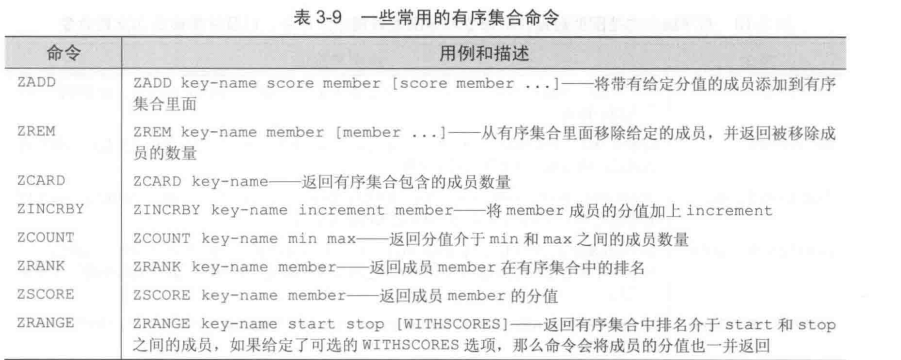 表 3-9 一些常用的有序集合命令
命令 用例和描述
ZADD ZADD key-name score member [score member ...]——将带有给定分值的成员添加到有序
集合里面
ZREM ZREM key-name member [member ...]——从有序集合里面移除给定的成员，并返回被移除成
员的数量
ZCARD ZCARD key-name——返回有序集合包含的成员数量
ZINCRBY ZINCRBY key-name increment member——将 member 成员的分值加上 increment
ZCOUNT ZCOUNT key-name min max——返回分值介于 min 和 max 之间的成员数量
ZRANK ZRANK key-name member——返回成员 member 在有序集合中的排名
ZSCORE ZSCORE key-name member——返回成员 member 的分值
ZRANGE ZRANGE key-name start stop [WITHSCORES]——返回有序集合中排名介于 start 和 stop
之间的成员，如果给定了可选的 WITHSCORES 选项，那么命令会将成员的分值也一并返回